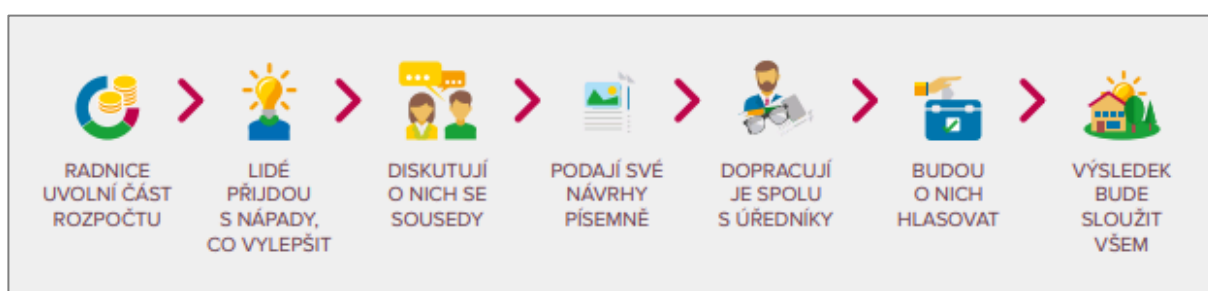 RADNICE
UVOLNÍ ČÁST
ROZPOČTU
LIDÉ
PŘIJDOU
S NÁPADY,
CO VYLEPŠIT
DISKUTUJÍ
O NICH SE
SOUSEDY
PODAJÍ SVÉ
NÁVRHY
PÍSEMNĚ
DOPRACUJÍ
JE SPOLU
S ÚŘEDNÍKY
BUDOU
O NICH
HLASOVAT
VÝSLEDEK
BUDE
SLOUŽIT
VŠEM